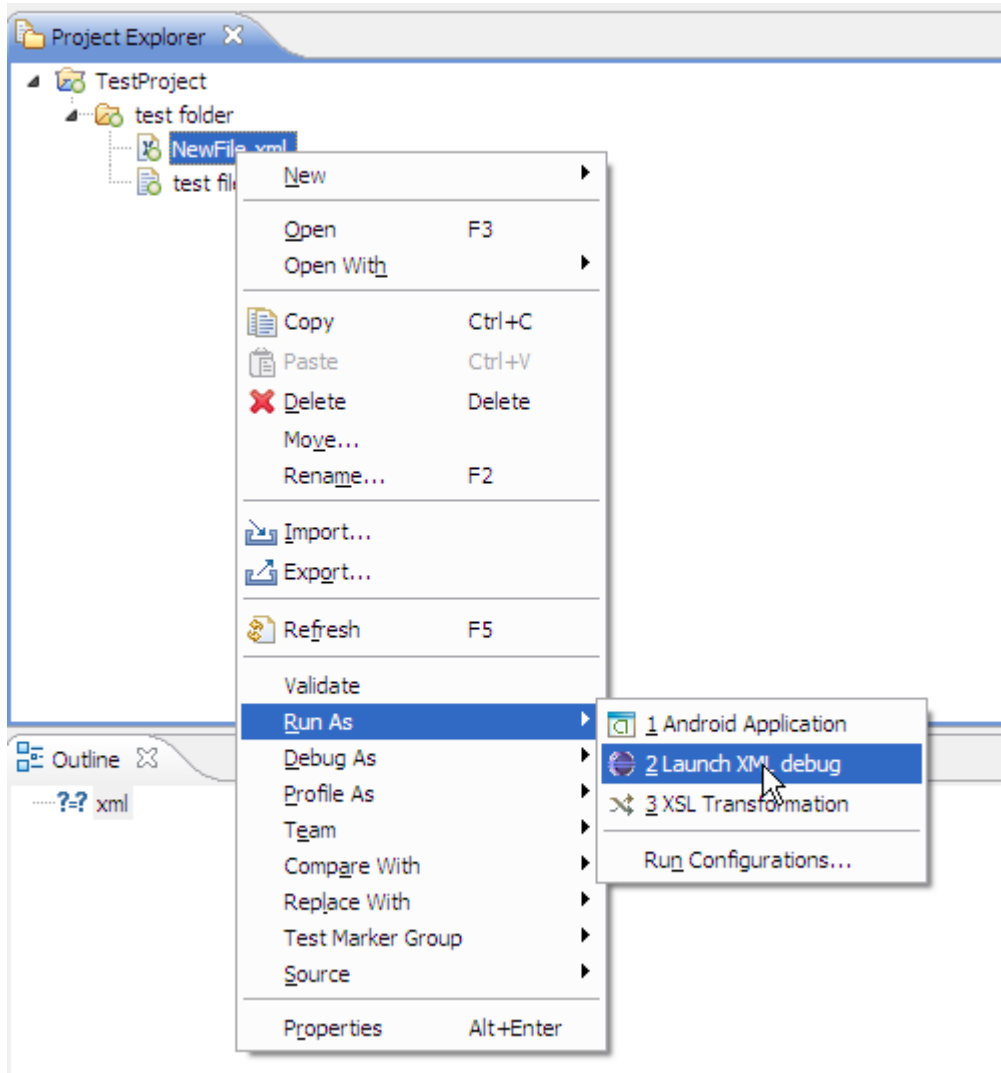 Project Explorer
TestProject
test folder
NewFile.xml
test fil
New
Open F3
Open With
Copy Ctrl+C
Paste Ctrl+V
Delete Delete
Move...
Rename... F2
Import...
Export...
Refresh F5
Validate
Run As
Debug As
Profile As
Team
Compare With
Replace With
Test Marker Group
Source
Properties Alt+Enter
1 Android Application
2 Launch XML debug
3 XSL Transformation
Run Configurations...
Outline
?=? xml